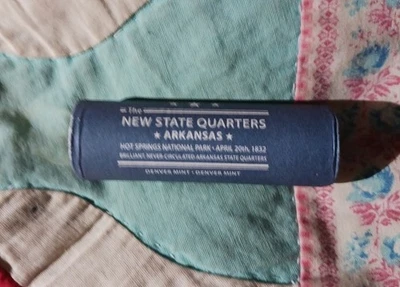 The
NEW STATE QUARTERS
★ ARKANSAS ★
HOT SPRINGS NATIONAL PARK • APRIL 20th, 1832
BRILLIANT, NEVER-CIRCULATED ARKANSAS STATE QUARTERS
DENVER MINT • DENVER MINT